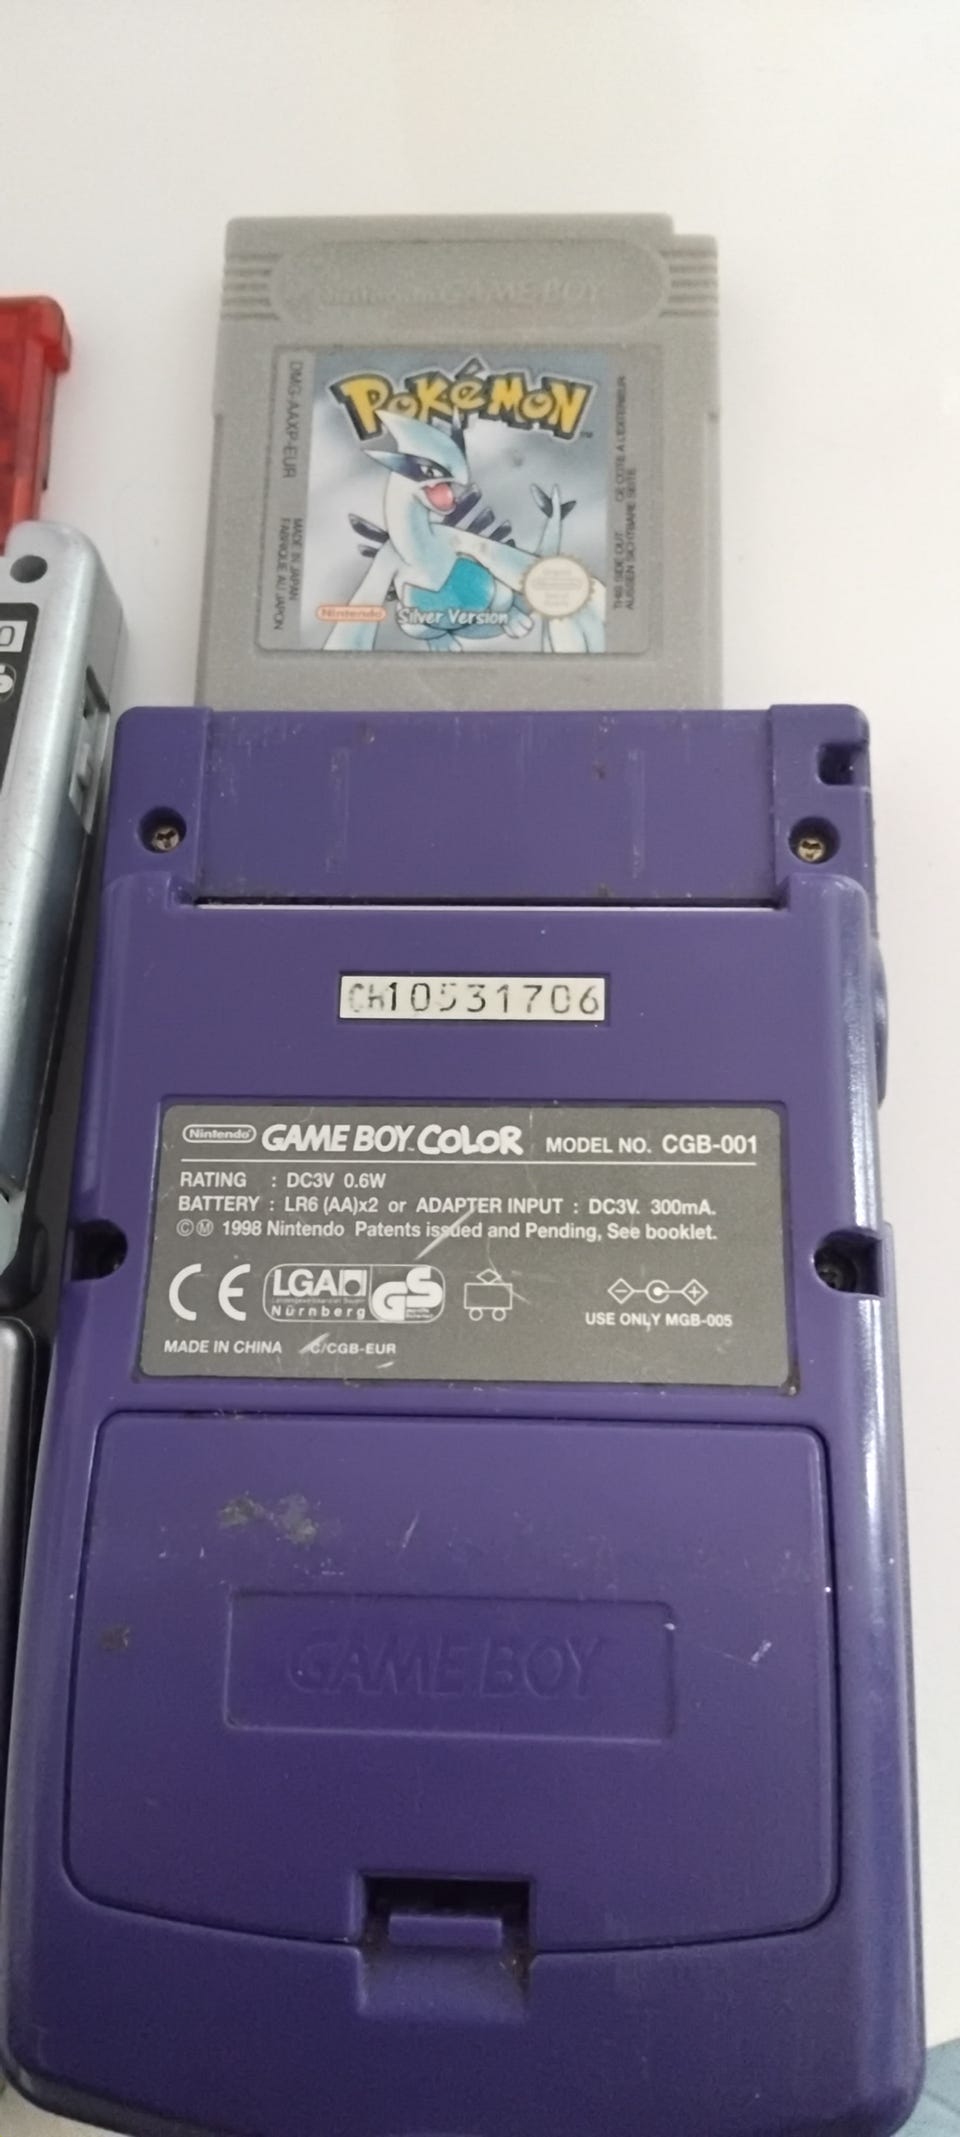 Nintendo GAME BOY
DMG-AAXP-EUR
MADE IN JAPAN
FABRIQUE AU JAPON
POKéMON
TM
Nintendo
Silver Version
THIS SIDE OUT CE COTE A L'EXTERIEUR
AUSSEN SICHTBARE SEITE
0
CH10531706
Nintendo GAME BOY COLOR MODEL NO. CGB-001
TM
RATING : DC3V 0.6W
BATTERY : LR6 (AA)x2 or ADAPTER INPUT : DC3V. 300mA.
©Ⓜ 1998 Nintendo Patents issued and Pending, See booklet.
CE
LGA
Nürnberg
GS
USE ONLY MGB-005
MADE IN CHINA C/CGB-EUR
GAME BOY